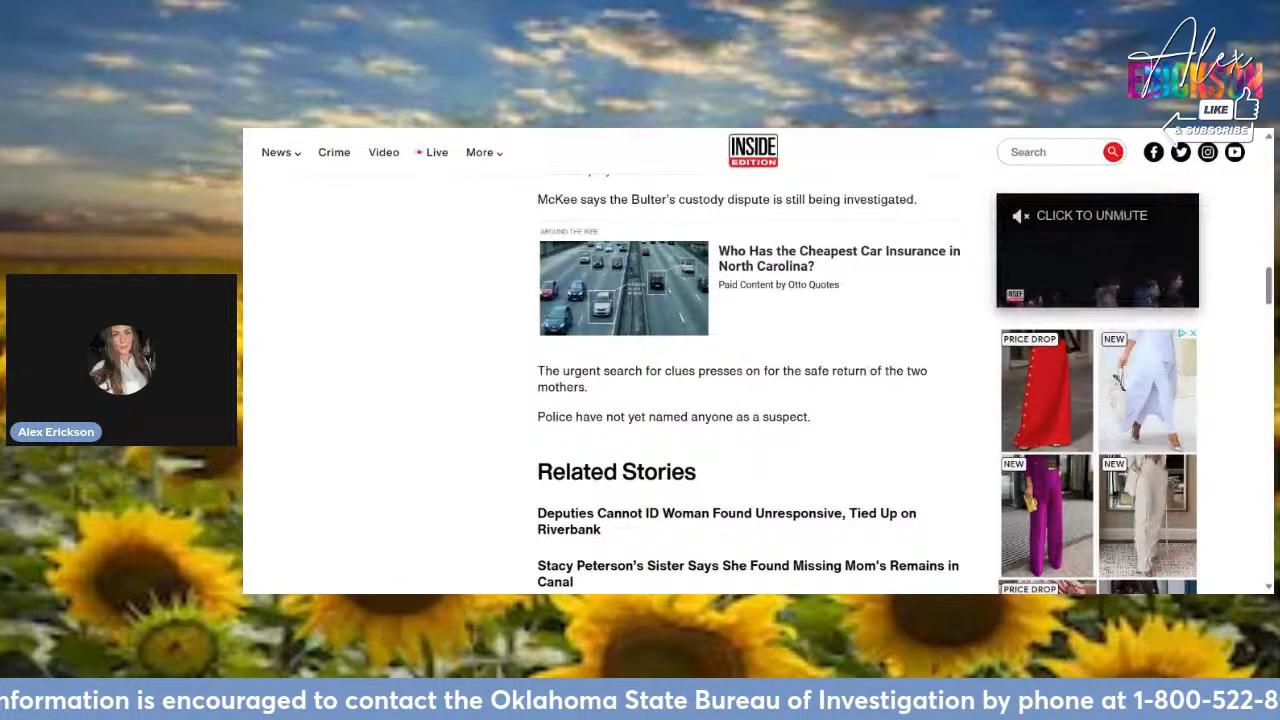 Alex
ERICKSON
LIKE
& SUBSCRIBE
News
Crime
Video
Live
More
INSIDE
EDITION
Search
McKee says the Bulter's custody dispute is still being investigated.
AROUND THE WEB
Who Has the Cheapest Car Insurance in
North Carolina?
Paid Content by Otto Quotes
CLICK TO UNMUTE
INSIDE
PRICE DROP
NEW
The urgent search for clues presses on for the safe return of the two
mothers.
Police have not yet named anyone as a suspect.
Alex Erickson
Related Stories
NEW
NEW
Deputies Cannot ID Woman Found Unresponsive, Tied Up on
Riverbank
Stacy Peterson's Sister Says She Found Missing Mom's Remains in
Canal
PRICE DROP
nformation is encouraged to contact the Oklahoma State Bureau of Investigation by phone at 1-800-522-8